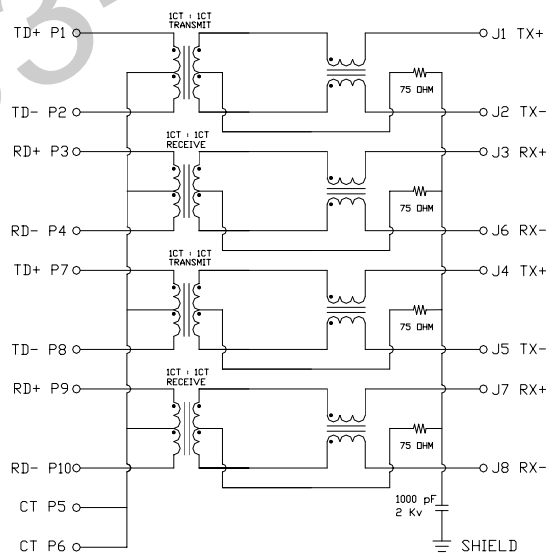 1CT : 1CT
TRANSMIT
TD+ P1
J1 TX+
75 OHM
TD- P2
J2 TX-
1CT : 1CT
RECEIVE
RD+ P3
J3 RX+
75 OHM
RD- P4
J6 RX-
1CT : 1CT
TRANSMIT
TD+ P7
J4 TX+
75 OHM
TD- P8
J5 TX-
1CT : 1CT
RECEIVE
RD+ P9
J7 RX+
75 OHM
RD- P10
J8 RX-
1000 pF
2 Kv
CT P5
CT P6
SHIELD